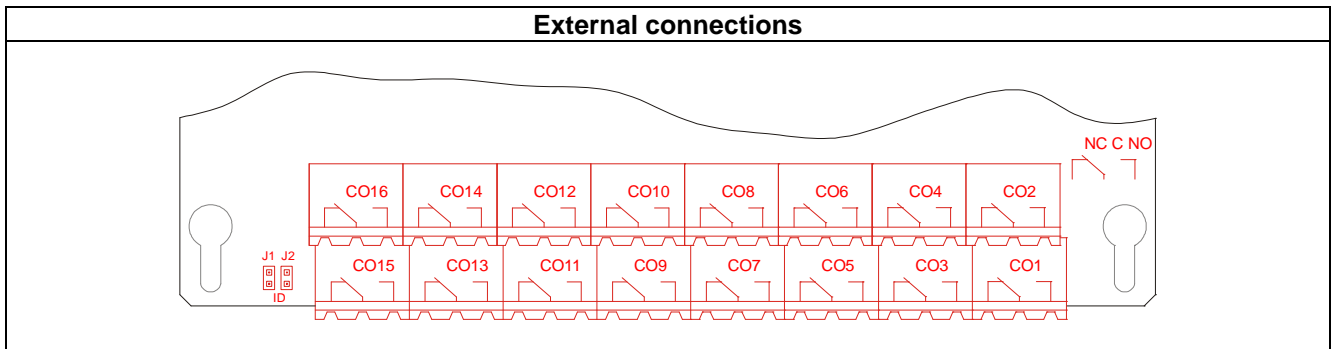 External connections
NC C NO
CO16 CO14 CO12 CO10 CO8 CO6 CO4 CO2
J1 J2
CO15 CO13 CO11 CO9 CO7 CO5 CO3 CO1
ID